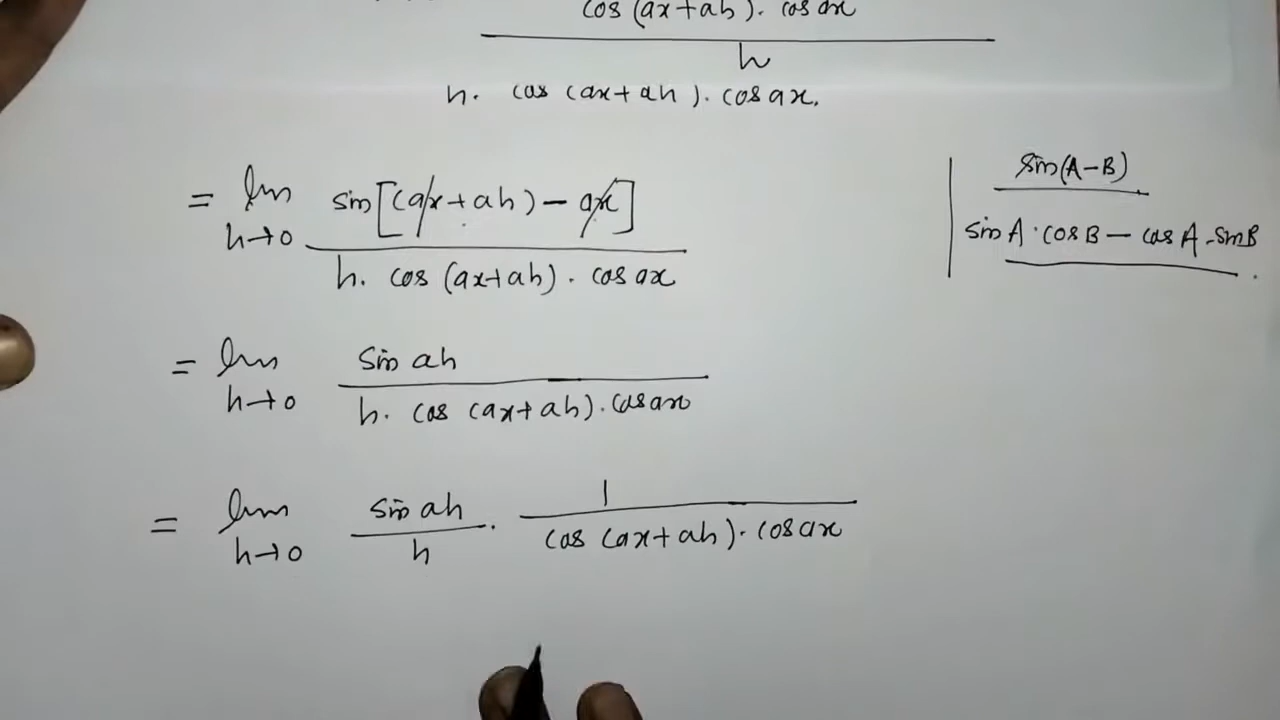 cos (ax+ah). cos ax
h
h. cos (ax+ah). cos ax.
= lim h→0 sin[(ax+ah)−ax]
h. cos (ax+ah). cos ax
sin(A−B)
sin A·cos B − cos A·sin B
= lim h→0 sin ah
h. cos (ax+ah). cos ax
= lim h→0 sin ah / h · 1 / cos (ax+ah)· cos ax